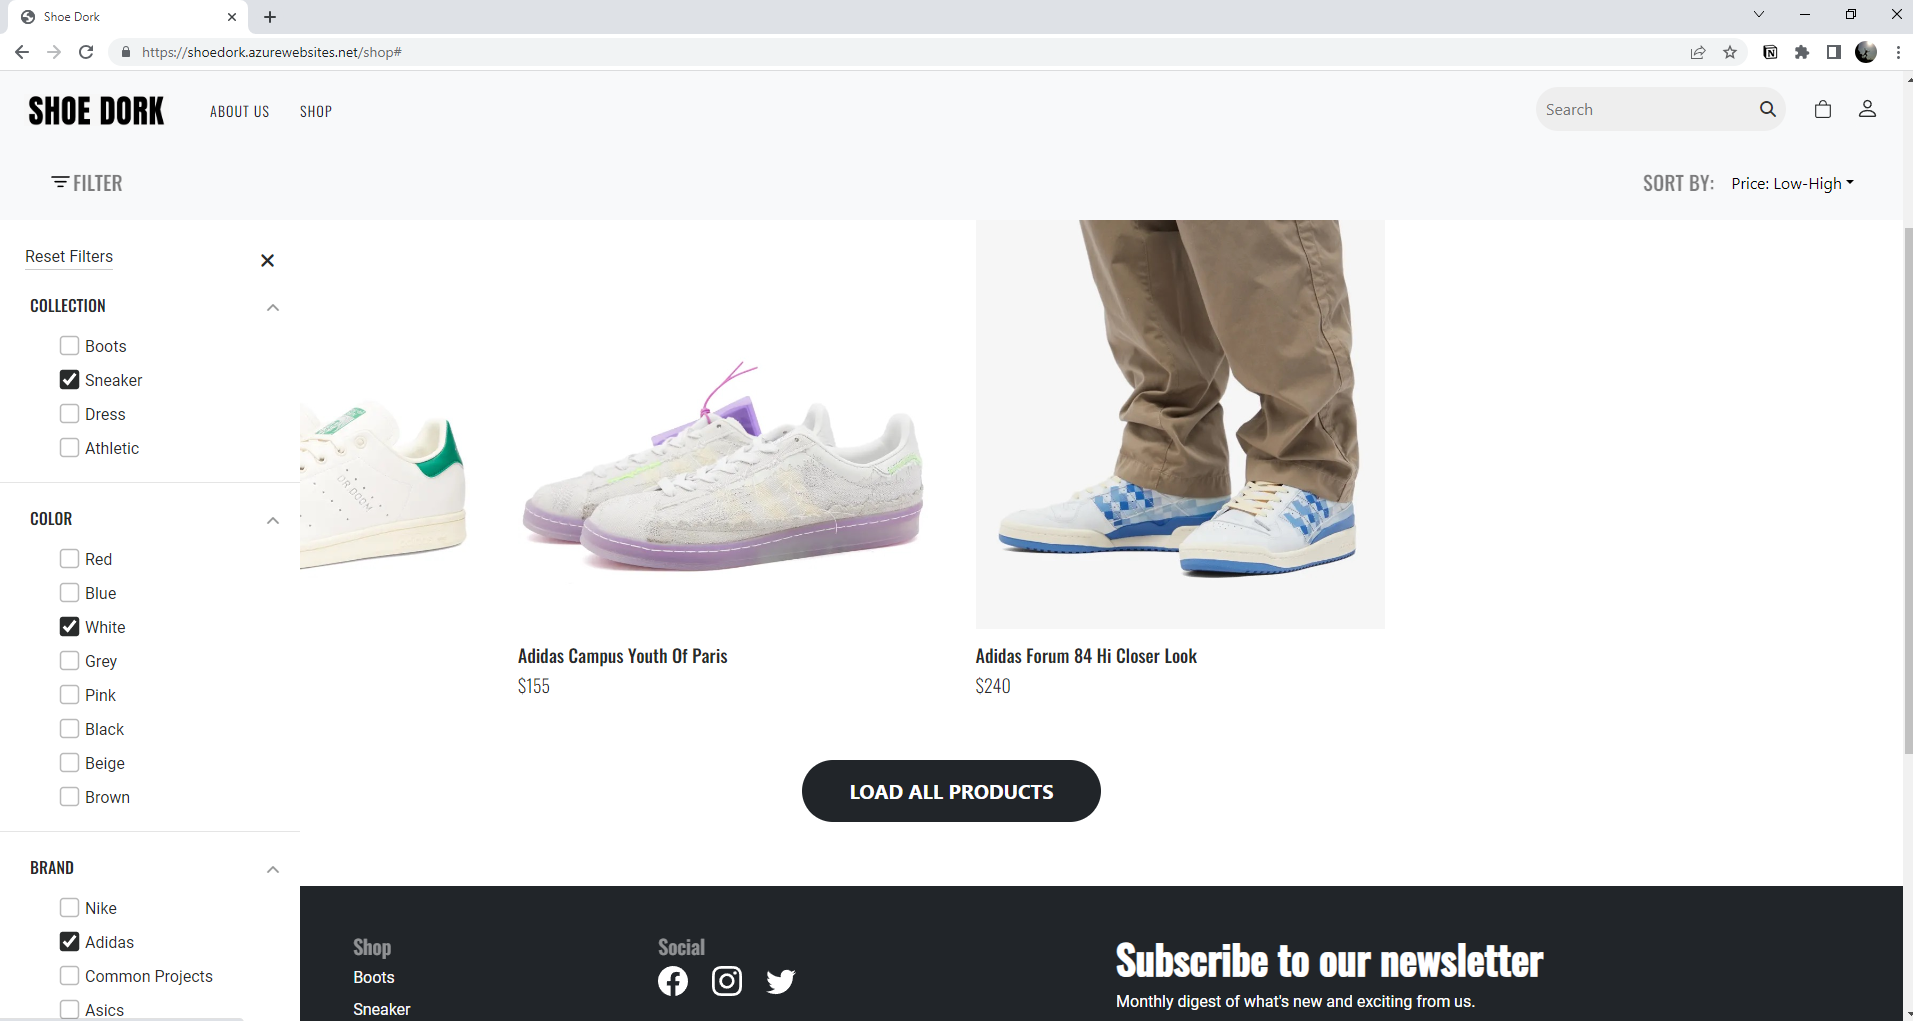 Shoe Dork
https://shoedork.azurewebsites.net/shop#
SHOE DORK
ABOUT US
SHOP
Search
FILTER
SORT BY:
Price: Low-High
Reset Filters
COLLECTION
Boots
Sneaker
Dress
Athletic
COLOR
Red
Blue
White
Grey
Pink
Black
Beige
Brown
BRAND
Nike
Adidas
Common Projects
Asics
DR DOOM
Adidas Campus Youth Of Paris
$155
Adidas Forum 84 Hi Closer Look
$240
LOAD ALL PRODUCTS
Shop
Boots
Sneaker
Social
Subscribe to our newsletter
Monthly digest of what's new and exciting from us.